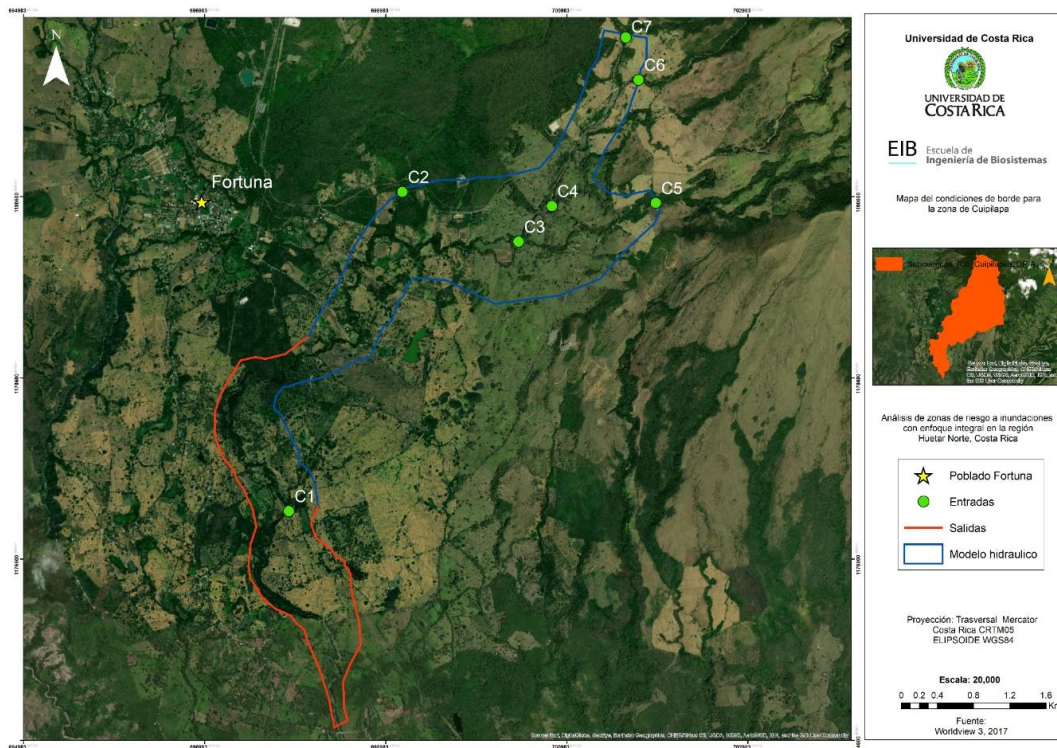 N
Fortuna
C7
C6
C2
C4
C5
C3
C1
Universidad de Costa Rica
UNIVERSIDAD DE
COSTA RICA
EIB
Escuela de
Ingeniería de Biosistemas
Mapa del condiciones de borde para
la zona de Cuipilapa
Análisis de zonas de riesgo a inundaciones
con enfoque integral en la región
Huetar Norte, Costa Rica
Poblado Fortuna
Entradas
Salidas
Modelo hidraulico
Proyección: Trasversal Mercator
Costa Rica CRTM05
ELIPSOIDE WGS84
Escala: 20,000
0 0.2 0.4 0.8 1.2 1.6
Km
Fuente:
Worldview 3, 2017